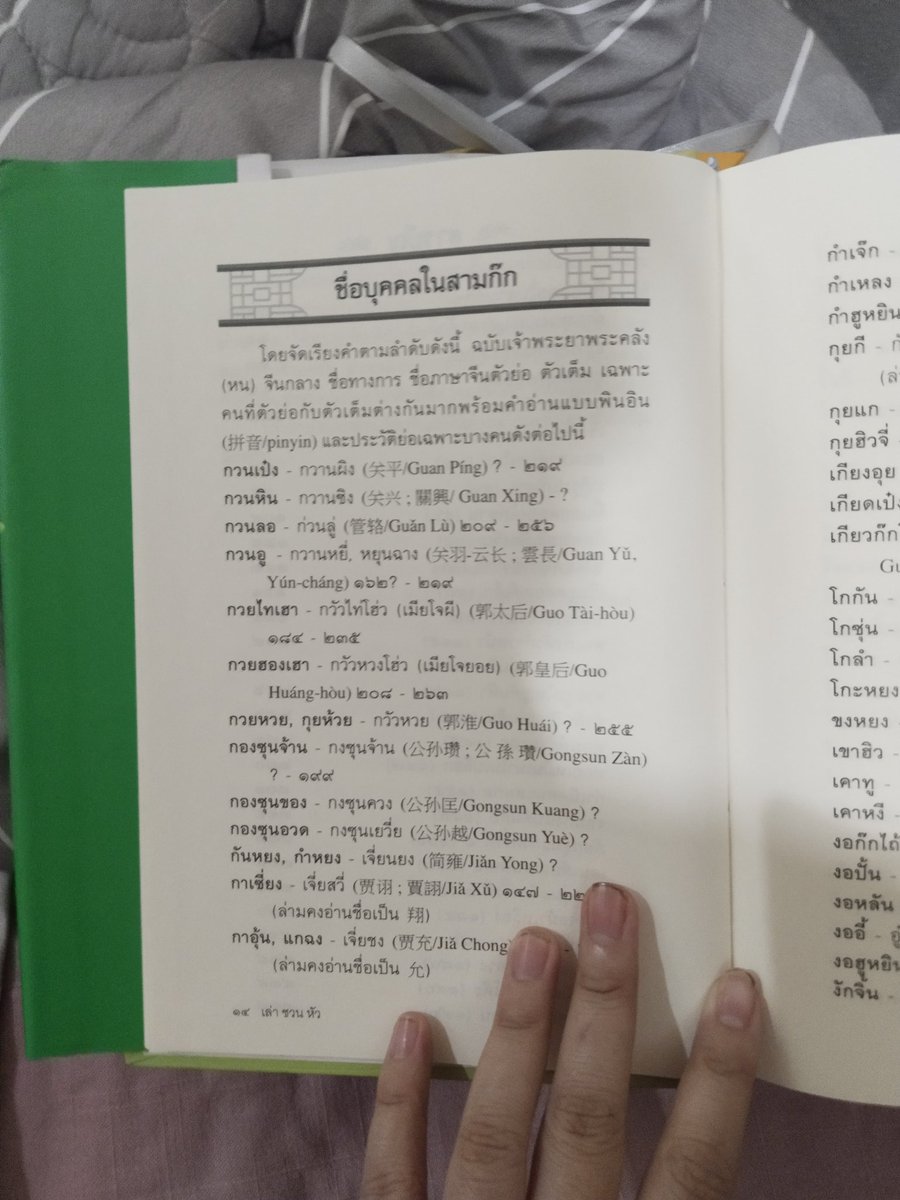 ชื่อบุคคลในสามก๊ก
โดยจัดเรียงคำตามลำดับดังนี้ ฉบับเจ้าพระยาพระคลัง
(หน) จีนกลาง ชื่อทางการ ชื่อภาษาจีนตัวย่อ ตัวเต็ม เฉพาะ
คนที่ตัวย่อกับตัวเต็มต่างกันมากพร้อมคำอ่านแบบพินอิน
(拼音/pinyin) และประวัติย่อเฉพาะบางคนดังต่อไปนี้
กวนเป๋ง - กวานผิง (关平/Guan Píng) ? - ๒๑๙
กวนหิน - กวานซิง (关兴 ; 關興/ Guan Xing) - ?
กวนลอ - ก่วนลู่ (管辂/Guǎn Lù) ๒๐๙ - ๒๕๖
กวนอู - กวานหยี่, หยุนฉาง (关羽-云长 ; 雲長/Guan Yǔ,
Yún-cháng) ๑๖๒? - ๒๑๙
กวยไทเฮา - กวัวไท่โฮ่ว (เมียโจผี) (郭太后/Guo Tài-hòu)
๑๘๔ - ๒๓๕
กวยฮองเฮา - กวัวหวงโฮ่ว (เมียโจยอย) (郭皇后/Guo
Huáng-hòu) ๒๐๘ - ๒๖๓
กวยหวย, กุยห้วย - กวัวหวย (郭淮/Guo Huái) ? - ๒๕๕
กองซุนจ้าน - กงซุนจ้าน (公孙瓒 ; 公 孫 瓚/Gongsun Zàn)
? - ๑๙๙
กองซุนของ - กงซุนควง (公孙匡/Gongsun Kuang) ?
กองซุนอวด - กงซุนเยวี่ย (公孙越/Gongsun Yuè) ?
กันหยง, กำหยง - เจี่ยนยง (简雍/Jiǎn Yong) ?
กาเซี่ยง - เจี่ยสวี่ (贾诩 ; 賈詡/Jiǎ Xǔ) ๑๔๗ - ๒๒
(ล่ามคงอ่านชื่อเป็น 翔)
กาอุ้น, แกฉง - เจี่ยชง (贾充/Jiǎ Chong)
(ล่ามคงอ่านชื่อเป็น 允)
๑๔ เล่า ชวน หัว
กำเจ๊ก -
กำเหลง
กำฮูหยิน
กุยกี -
กุยแก -
กุยฮิวจี่
เกียงอุย
เกียดเป๋ง
เกียวก๊ก
Gu
โกกัน -
โกซุ่น -
โกลำ -
โกะหยง
ขงหยง -
เขาฮิว -
เคาทู -
เคาหงี
งอก๊กไถ้
งอปั้น -
งอหลัน
งออี้ -
งอฮูหยิน
งักจิ้น -